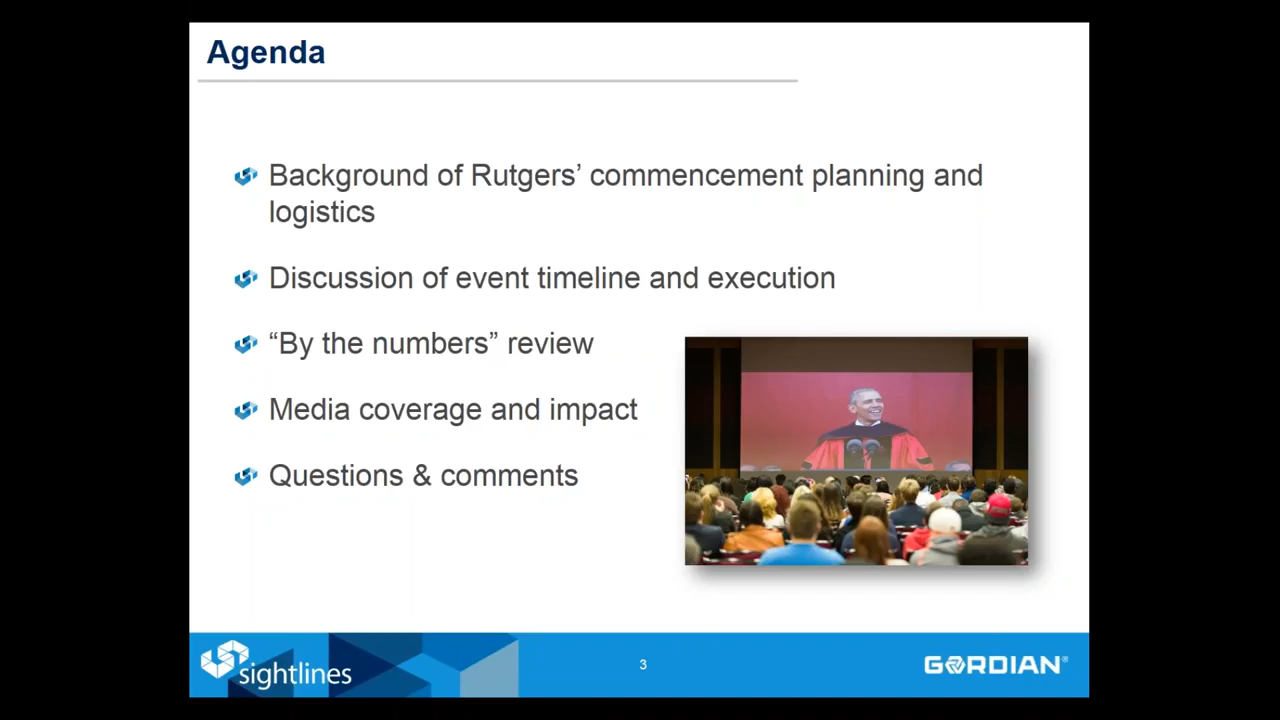 Agenda
Background of Rutgers’ commencement planning and
logistics
Discussion of event timeline and execution
“By the numbers” review
Media coverage and impact
Questions & comments
sightlines
3
GORDIAN®